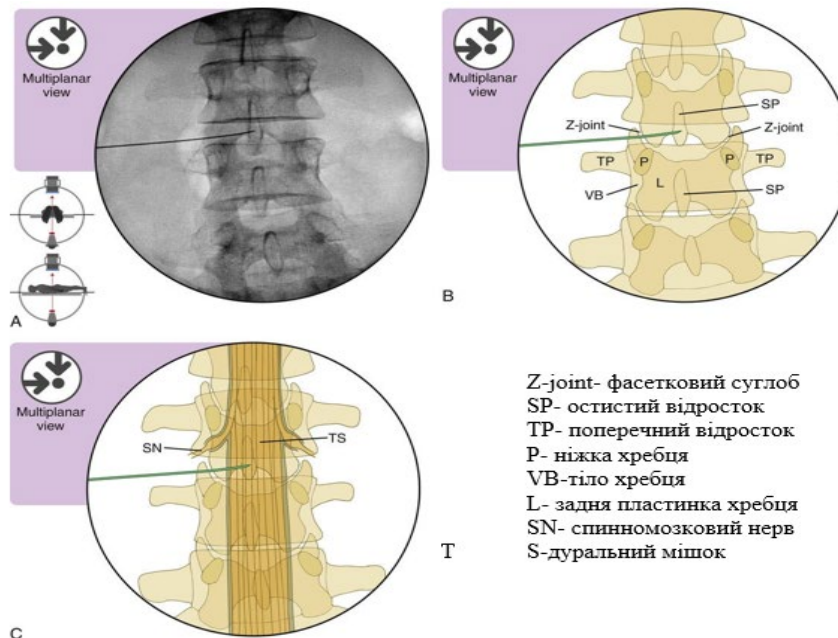 Multiplanar
view
A
Multiplanar
view
SP
Z-joint
Z-joint
TP
P
P
TP
VB
L
SP
B
Multiplanar
view
SN
TS
C
Z-joint- фасетковий суглоб
SP- остистий відросток
TP- поперечний відросток
P- ніжка хребця
VB-тіло хребця
L- задня пластинка хребця
SN- спинномозковий нерв
T S-дуральний мішок